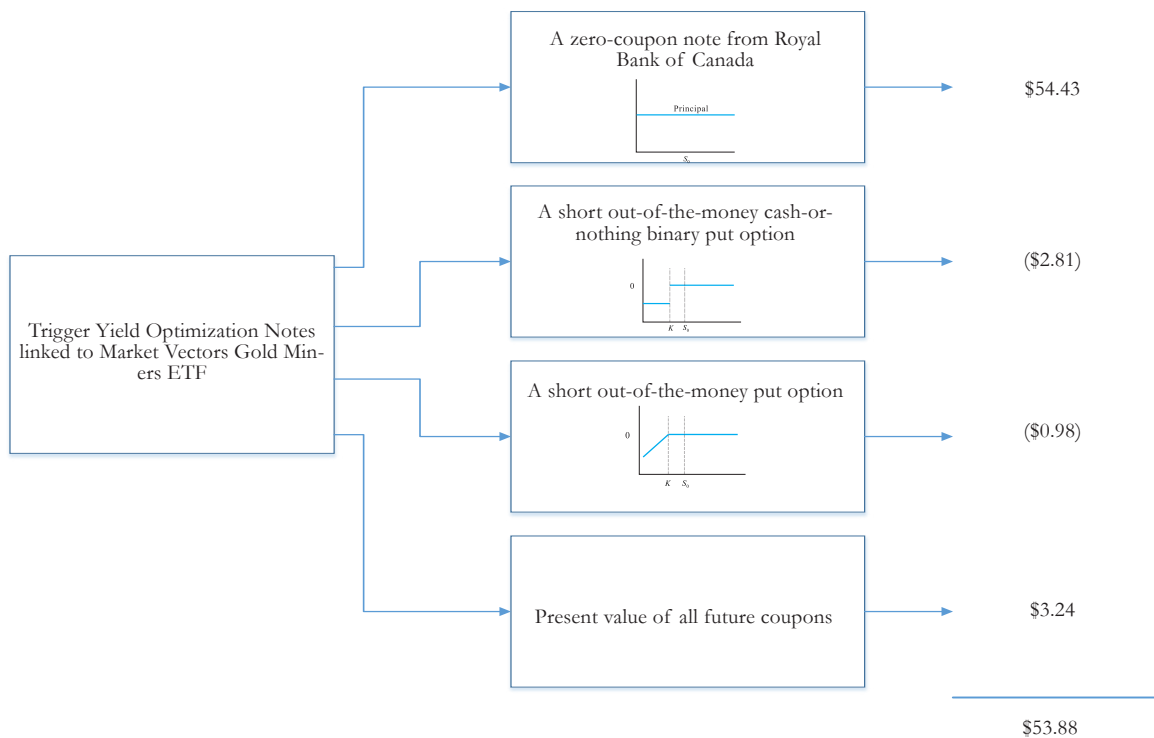 A zero-coupon note from Royal
Bank of Canada
Principal
S₀
$54.43
A short out-of-the-money cash-or-
nothing binary put option
0
K
S₀
($2.81)
Trigger Yield Optimization Notes
linked to Market Vectors Gold Min-
ers ETF
A short out-of-the-money put option
0
K
S₀
($0.98)
Present value of all future coupons
$3.24
$53.88